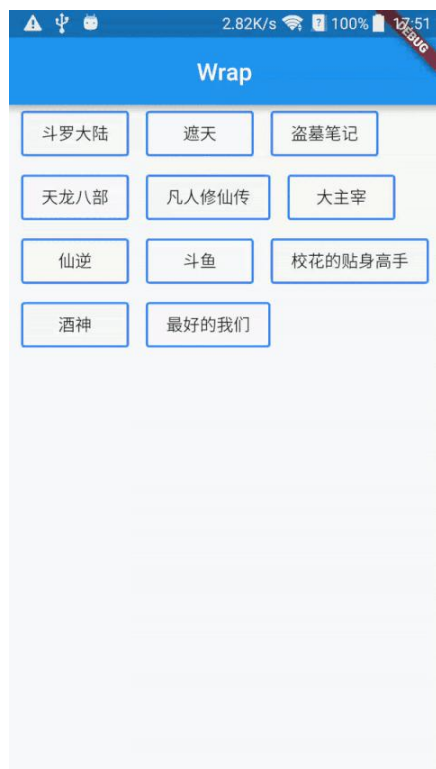 2.82K/s 100% 17:51
DEBUG
Wrap
斗罗大陆 遮天 盗墓笔记
天龙八部 凡人修仙传 大主宰
仙逆 斗鱼 校花的贴身高手
酒神 最好的我们